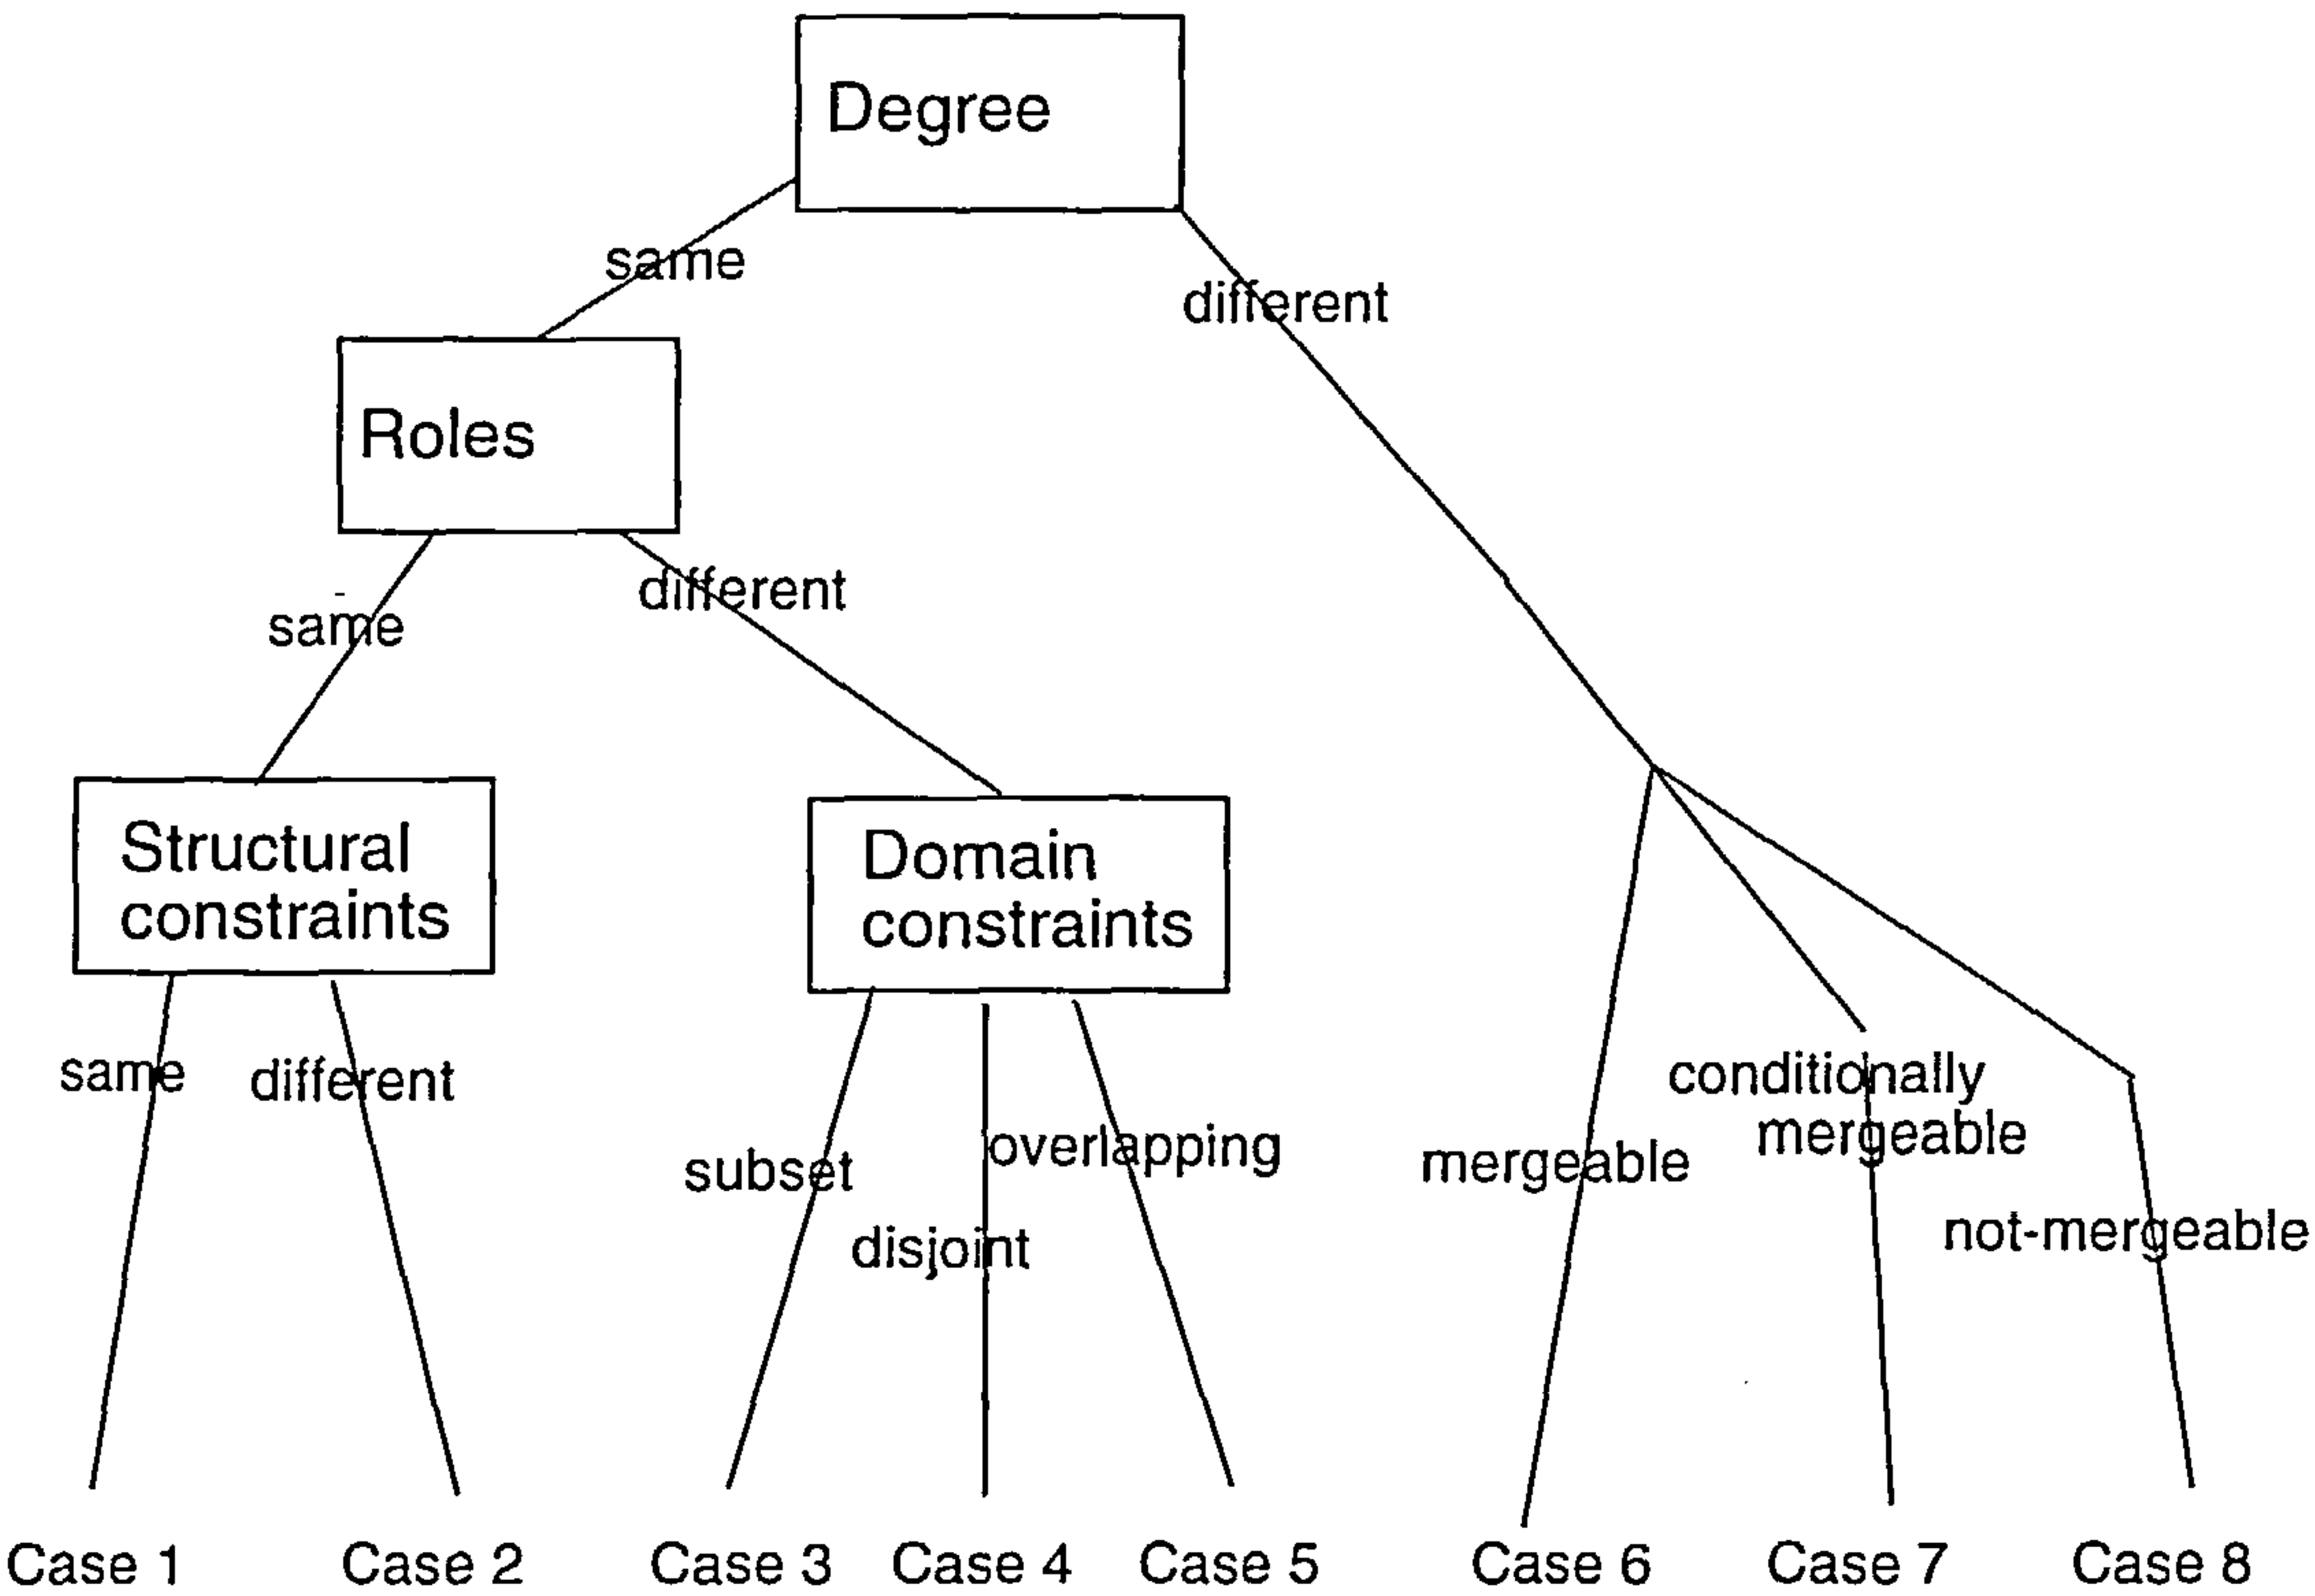 Degree
same
different
Roles
same
different
Structural
constraints
Domain
constraints
same
different
subset
disjoint
overlapping
mergeable
conditionally
mergeable
not-mergeable
Case 1
Case 2
Case 3
Case 4
Case 5
Case 6
Case 7
Case 8